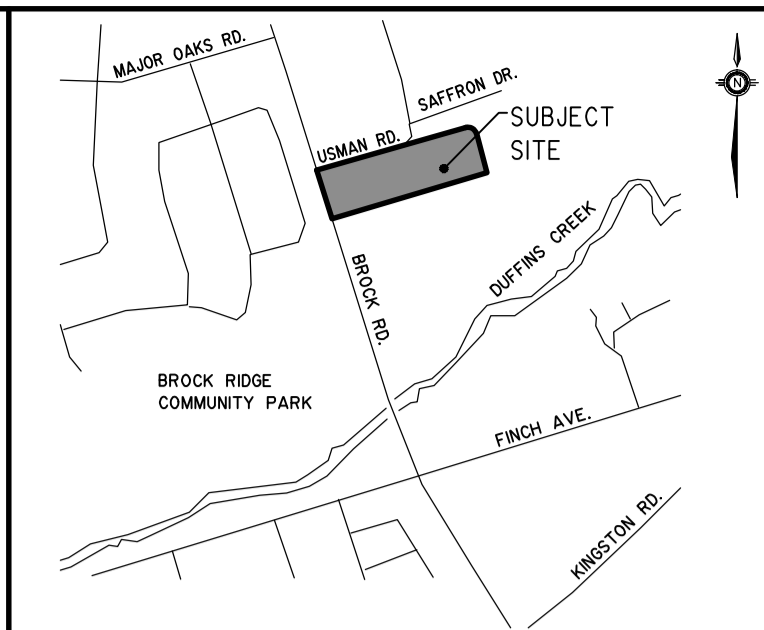 MAJOR OAKS RD.
SAFFRON DR.
N
SUBJECT
SITE
USMAN RD.
DUFFINS CREEK
BROCK RD.
BROCK RIDGE
COMMUNITY PARK
FINCH AVE.
KINGSTON RD.